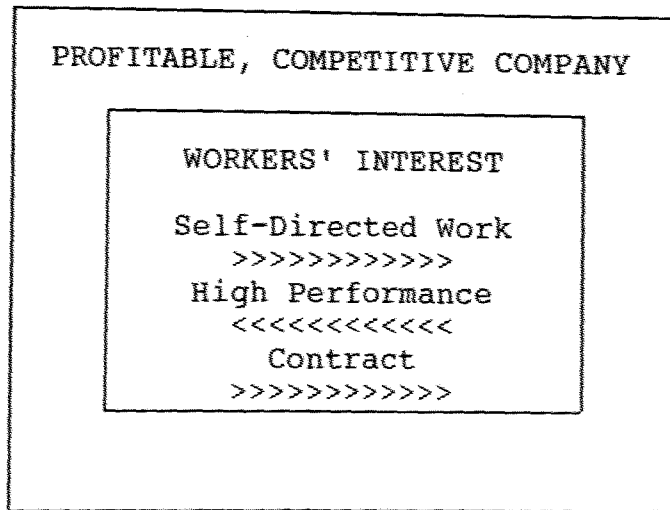 PROFITABLE, COMPETITIVE COMPANY
WORKERS' INTEREST
Self-Directed Work
>>>>>>>>>>>>
High Performance
<<<<<<<<<<<<
Contract
>>>>>>>>>>>>